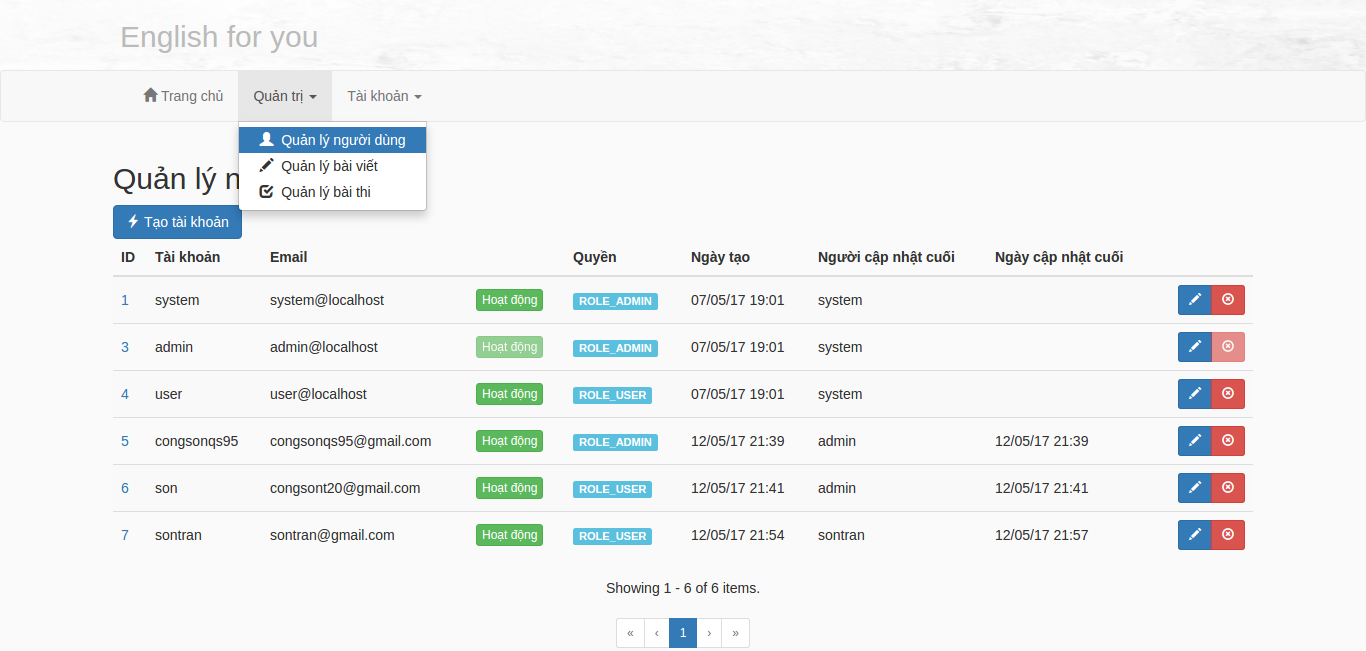 English for you
Trang chủ Quản trị Tài khoản
Quản lý người dùng
Quản lý bài viết
Quản lý bài thi
Quản lý n
Tạo tài khoản
ID Tài khoản Email Quyền Ngày tạo Người cập nhật cuối Ngày cập nhật cuối
1 system system@localhost Hoạt động ROLE_ADMIN 07/05/17 19:01 system
3 admin admin@localhost Hoạt động ROLE_ADMIN 07/05/17 19:01 system
4 user user@localhost Hoạt động ROLE_USER 07/05/17 19:01 system
5 congsonqs95 congsonqs95@gmail.com Hoạt động ROLE_ADMIN 12/05/17 21:39 admin 12/05/17 21:39
6 son congsont20@gmail.com Hoạt động ROLE_USER 12/05/17 21:41 admin 12/05/17 21:41
7 sontran sontran@gmail.com Hoạt động ROLE_USER 12/05/17 21:54 sontran 12/05/17 21:57
Showing 1 - 6 of 6 items.
« ‹ 1 › »